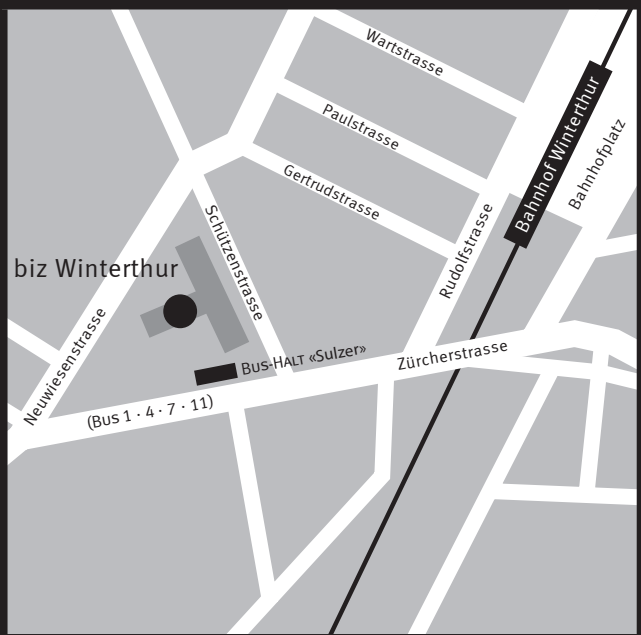 Wartstrasse
Paulstrasse
Gertrudstrasse
Bahnhof Winterthur
Bahnhofplatz
Rudolfstrasse
Schützenstrasse
biz Winterthur
Neuwiesenstrasse
Bus-Halt «Sulzer»
Zürcherstrasse
(Bus 1 · 4 · 7 · 11)